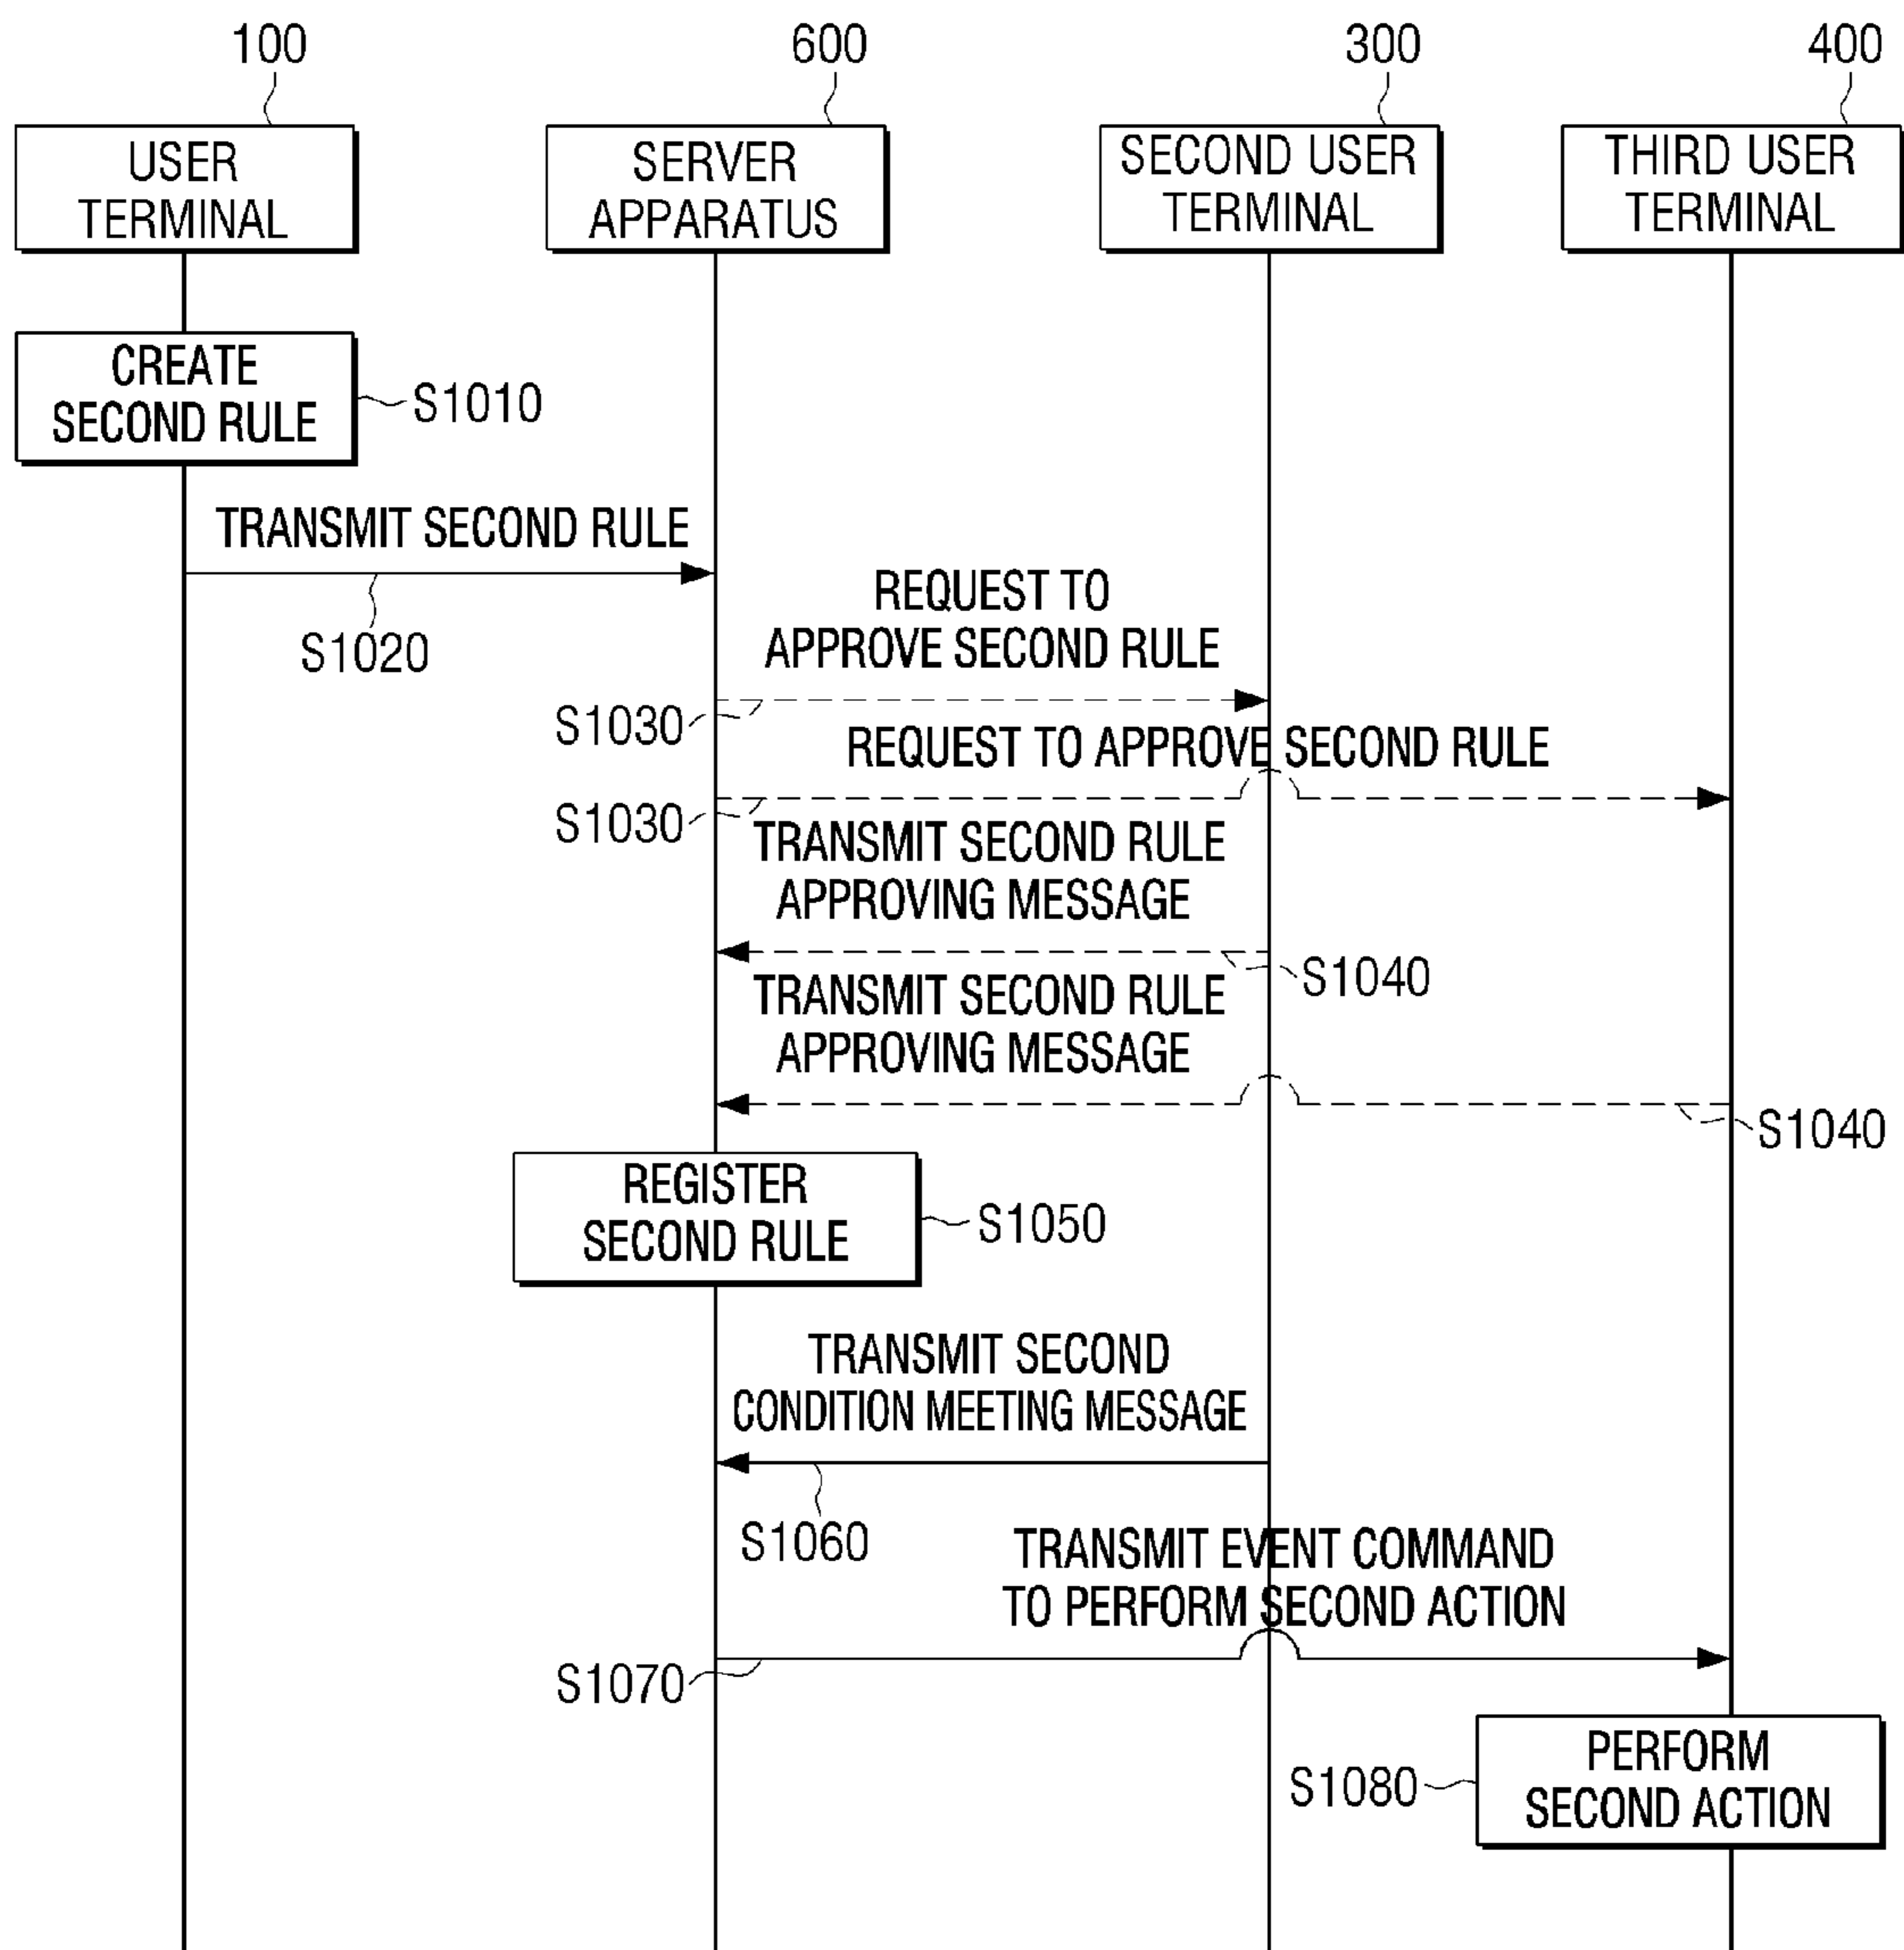 100
600
300
400
USER
TERMINAL
SERVER
APPARATUS
SECOND USER
TERMINAL
THIRD USER
TERMINAL
CREATE
SECOND RULE
S1010
TRANSMIT SECOND RULE
S1020
REQUEST TO
APPROVE SECOND RULE
S1030
REQUEST TO APPROVE SECOND RULE
S1030
TRANSMIT SECOND RULE
APPROVING MESSAGE
S1040
TRANSMIT SECOND RULE
APPROVING MESSAGE
S1040
REGISTER
SECOND RULE
S1050
TRANSMIT SECOND
CONDITION MEETING MESSAGE
S1060
TRANSMIT EVENT COMMAND
TO PERFORM SECOND ACTION
S1070
PERFORM
SECOND ACTION
S1080